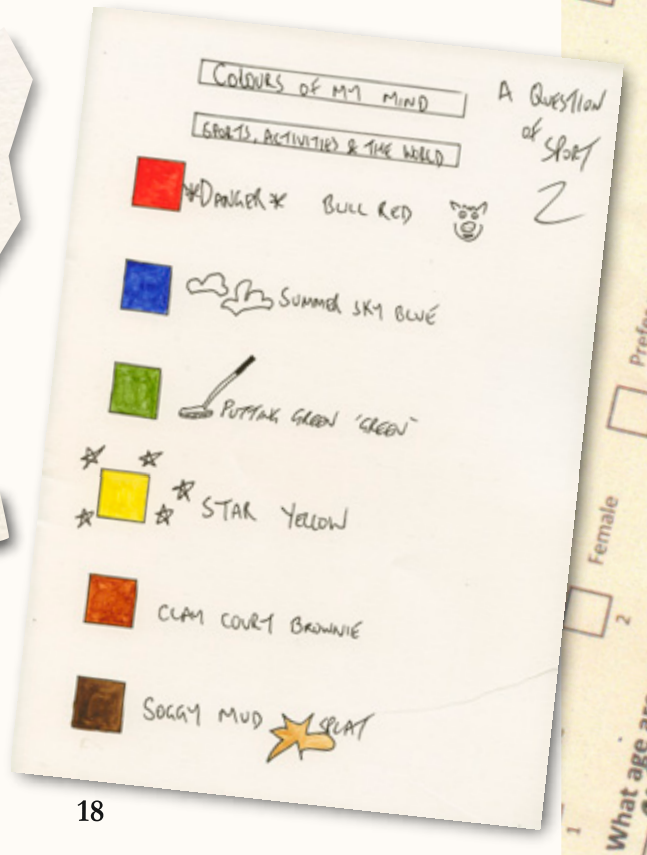 COLOURS OF MY MIND
A QUESTION
of SPORT
2
SPORTS, ACTIVITIES & THE WORLD
*DANGER* BULL RED
SUMMER SKY BLUE
PUTTING GREEN 'GREEN'
STAR YELLOW
CLAY COURT BROWNIE
SOGGY MUD SPLAT
18
Female
2
What age are
1